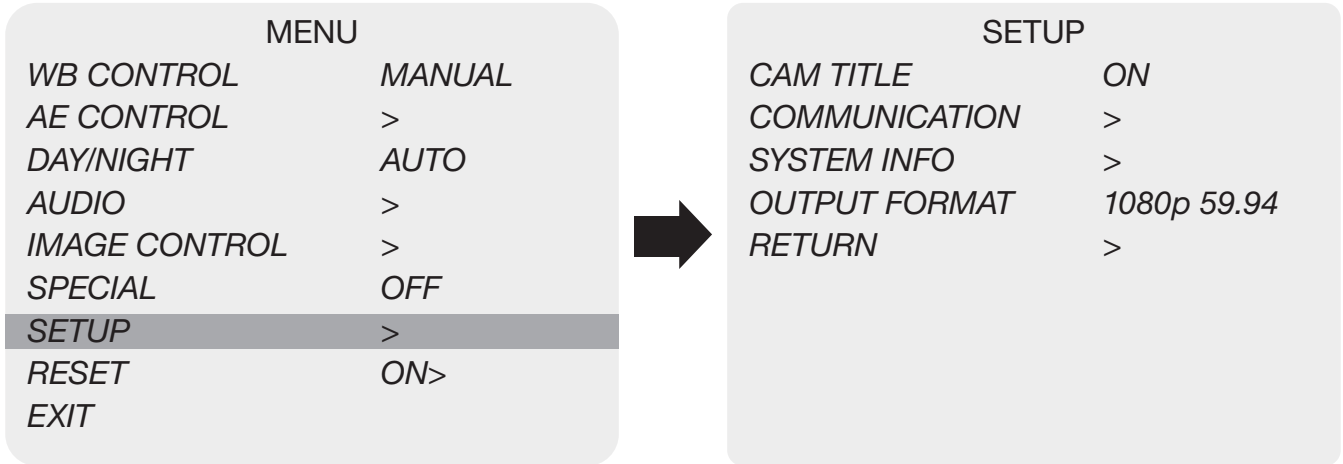 MENU
WB CONTROL MANUAL
AE CONTROL >
DAY/NIGHT AUTO
AUDIO >
IMAGE CONTROL >
SPECIAL OFF
SETUP >
RESET ON>
EXIT
SETUP
CAM TITLE ON
COMMUNICATION >
SYSTEM INFO >
OUTPUT FORMAT 1080p 59.94
RETURN >